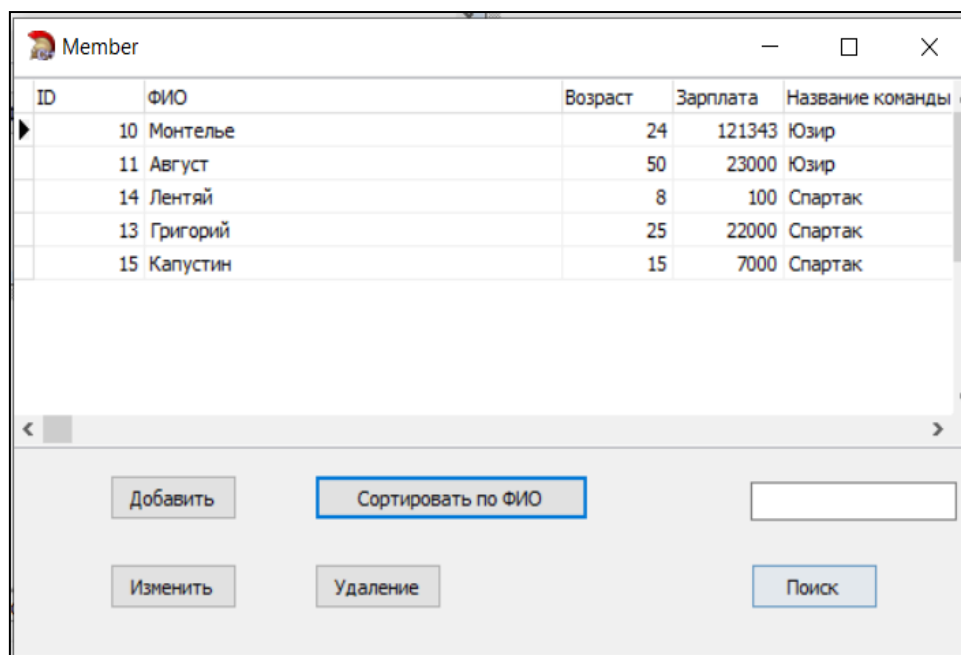 Member
ID ФИО Возраст Зарплата Название команды
10 Монтелье 24 121343 Юзир
11 Август 50 23000 Юзир
14 Лентяй 8 100 Спартак
13 Григорий 25 22000 Спартак
15 Капустин 15 7000 Спартак
Добавить Сортировать по ФИО
Изменить Удаление Поиск